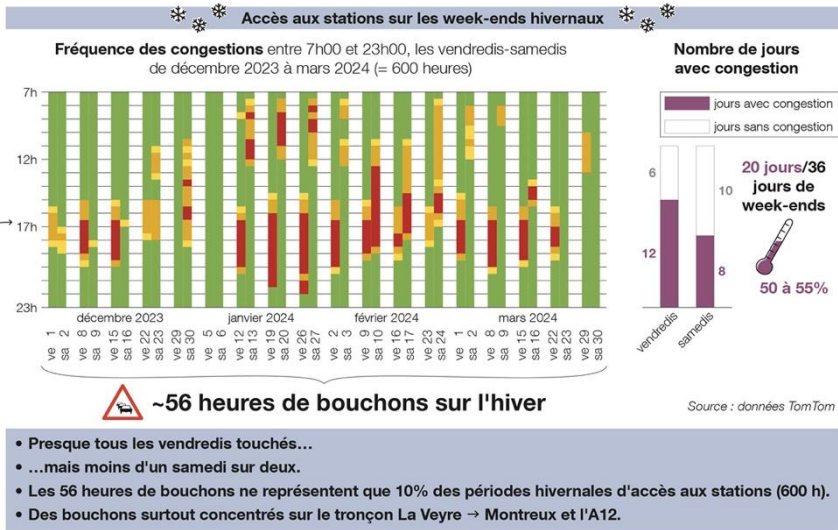 Accès aux stations sur les week-ends hivernaux
Fréquence des congestions entre 7h00 et 23h00, les vendredis-samedis
de décembre 2023 à mars 2024 (= 600 heures)
7h
12h
→ 17h
23h
décembre 2023 janvier 2024 février 2024 mars 2024
ve 1
sa 2
ve 8
sa 9
ve 15
sa 16
ve 22
sa 23
ve 29
sa 30
ve 5
sa 6
ve 12
sa 13
ve 19
sa 20
ve 26
sa 27
ve 2
sa 3
ve 9
sa 10
ve 16
sa 17
ve 23
sa 24
ve 1
sa 2
ve 8
sa 9
ve 15
sa 16
ve 22
sa 23
ve 29
sa 30
~56 heures de bouchons sur l'hiver
Nombre de jours
avec congestion
jours avec congestion
jours sans congestion
6
12
10
8
vendredis
samedis
20 jours/36
jours de
week-ends
50 à 55%
Source : données TomTom
• Presque tous les vendredis touchés...
• ...mais moins d'un samedi sur deux.
• Les 56 heures de bouchons ne représentent que 10% des périodes hivernales d'accès aux stations (600 h).
• Des bouchons surtout concentrés sur le tronçon La Veyre → Montreux et l'A12.